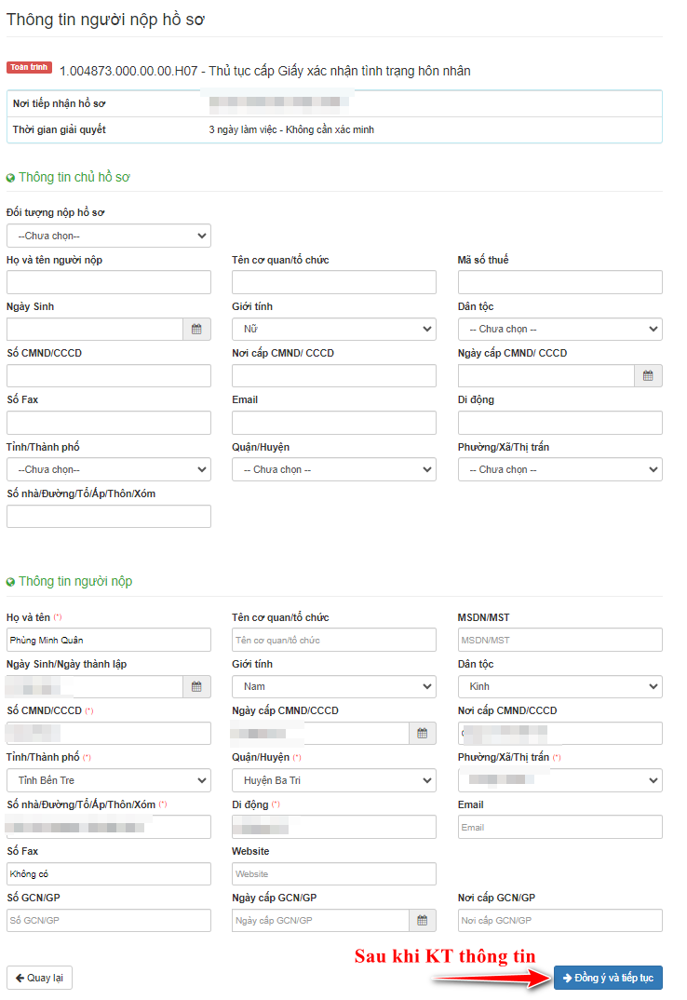 Thông tin người nộp hồ sơ
Toàn trình 1.004873.000.00.00.H07 - Thủ tục cấp Giấy xác nhận tình trạng hôn nhân
Nơi tiếp nhận hồ sơ
Thời gian giải quyết 3 ngày làm việc - Không cần xác minh
Thông tin chủ hồ sơ
Đối tượng nộp hồ sơ
--Chưa chọn--
Họ và tên người nộp Tên cơ quan/tổ chức Mã số thuế
Ngày Sinh Giới tính Dân tộc
Nữ -- Chưa chọn --
Số CMND/CCCD Nơi cấp CMND/ CCCD Ngày cấp CMND/ CCCD
Số Fax Email Di động
Tỉnh/Thành phố Quận/Huyện Phường/Xã/Thị trấn
--Chưa chọn-- -- Chưa chọn -- -- Chưa chọn --
Số nhà/Đường/Tổ/Ấp/Thôn/Xóm
Thông tin người nộp
Họ và tên (*) Tên cơ quan/tổ chức MSDN/MST
Phùng Minh Quân Tên cơ quan/tổ chức MSDN/MST
Ngày Sinh/Ngày thành lập Giới tính Dân tộc
Nam Kinh
Số CMND/CCCD (*) Ngày cấp CMND/CCCD Nơi cấp CMND/CCCD
Tỉnh/Thành phố (*) Quận/Huyện (*) Phường/Xã/Thị trấn (*)
Tỉnh Bến Tre Huyện Ba Tri
Số nhà/Đường/Tổ/Ấp/Thôn/Xóm (*) Di động (*) Email
Email
Số Fax Website
Không có Website
Số GCN/GP Ngày cấp GCN/GP Nơi cấp GCN/GP
Số GCN/GP Ngày cấp GCN/GP Nơi cấp GCN/GP
Sau khi KT thông tin
Quay lại Đồng ý và tiếp tục